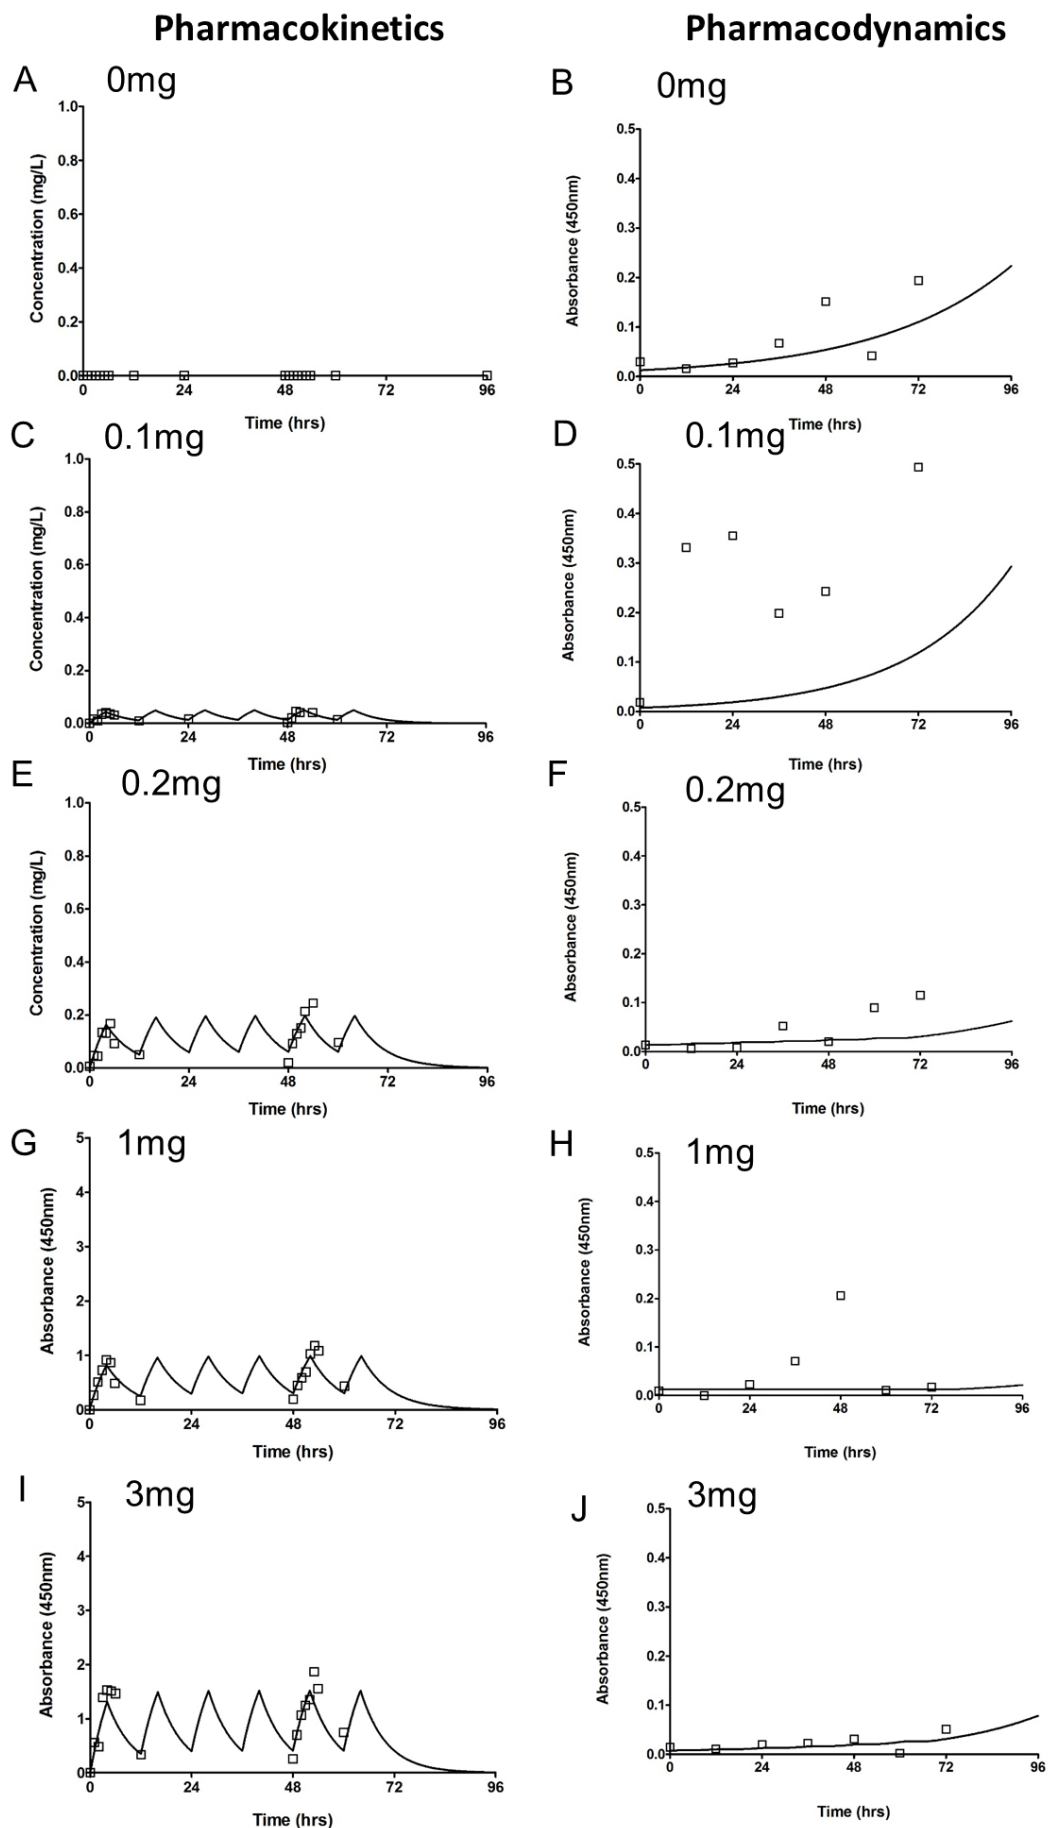 Pharmacokinetics
Pharmacodynamics
A
0mg
1.0
0.8
0.6
0.4
0.2
0.0
Concentration (mg/L)
0 24 48 72 96
Time (hrs)
B
0mg
0.5
0.4
0.3
0.2
0.1
0.0
Absorbance (450nm)
0 24 48 72 96
Time (hrs)
C
0.1mg
1.0
0.8
0.6
0.4
0.2
0.0
Concentration (mg/L)
0 24 48 72 96
Time (hrs)
D
0.1mg
0.5
0.4
0.3
0.2
0.1
0.0
Absorbance (450nm)
0 24 48 72 96
Time (hrs)
E
0.2mg
1.0
0.8
0.6
0.4
0.2
0.0
Concentration (mg/L)
0 24 48 72 96
Time (hrs)
F
0.2mg
0.5
0.4
0.3
0.2
0.1
0.0
Absorbance (450nm)
0 24 48 72 96
Time (hrs)
G
1mg
5
4
3
2
1
0
Absorbance (450nm)
0 24 48 72 96
Time (hrs)
H
1mg
0.5
0.4
0.3
0.2
0.1
0.0
Absorbance (450nm)
0 24 48 72 96
Time (hrs)
I
3mg
5
4
3
2
1
0
Absorbance (450nm)
0 24 48 72 96
Time (hrs)
J
3mg
0.5
0.4
0.3
0.2
0.1
0.0
Absorbance (450nm)
0 24 48 72 96
Time (hrs)